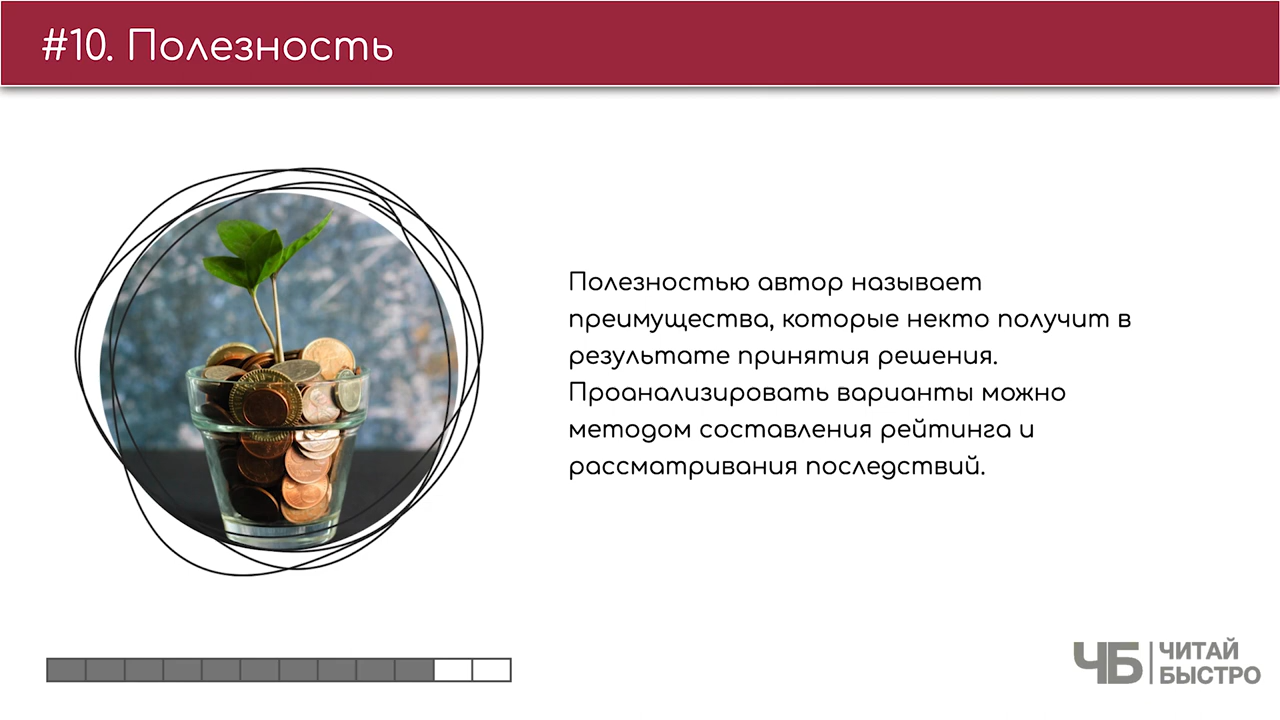 #10. Полезность
Полезностью автор называет
преимущества, которые некто получит в
результате принятия решения.
Проанализировать варианты можно
методом составления рейтинга и
рассматривания последствий.
ЧБ
ЧИТАЙ
БЫСТРО